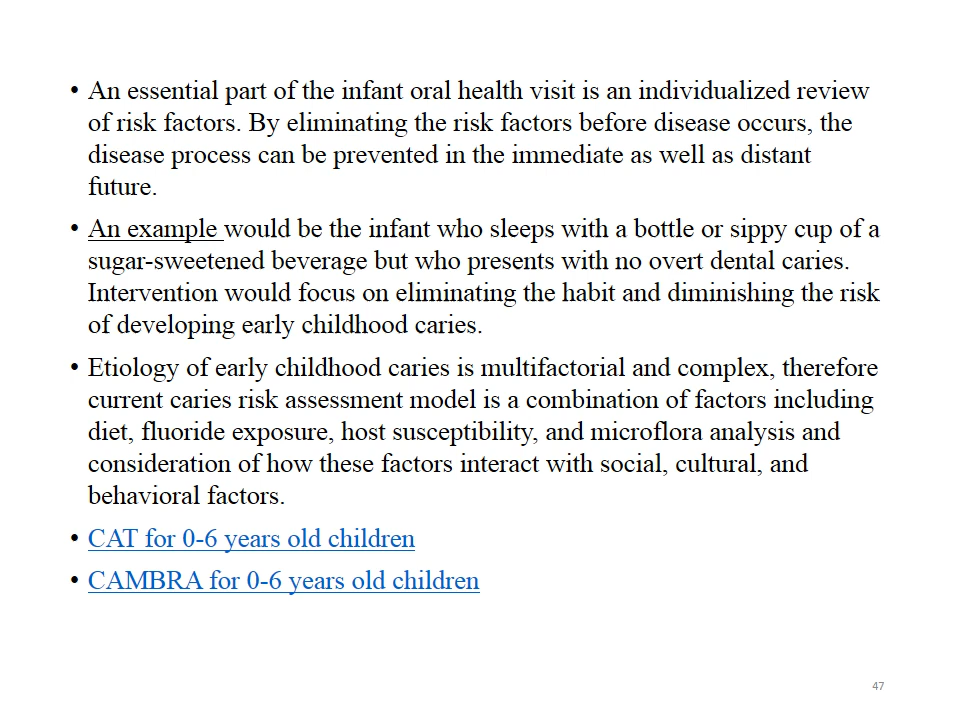 • An essential part of the infant oral health visit is an individualized review
of risk factors. By eliminating the risk factors before disease occurs, the
disease process can be prevented in the immediate as well as distant
future.
• An example would be the infant who sleeps with a bottle or sippy cup of a
sugar-sweetened beverage but who presents with no overt dental caries.
Intervention would focus on eliminating the habit and diminishing the risk
of developing early childhood caries.
• Etiology of early childhood caries is multifactorial and complex, therefore
current caries risk assessment model is a combination of factors including
diet, fluoride exposure, host susceptibility, and microflora analysis and
consideration of how these factors interact with social, cultural, and
behavioral factors.
• CAT for 0-6 years old children
• CAMBRA for 0-6 years old children
47